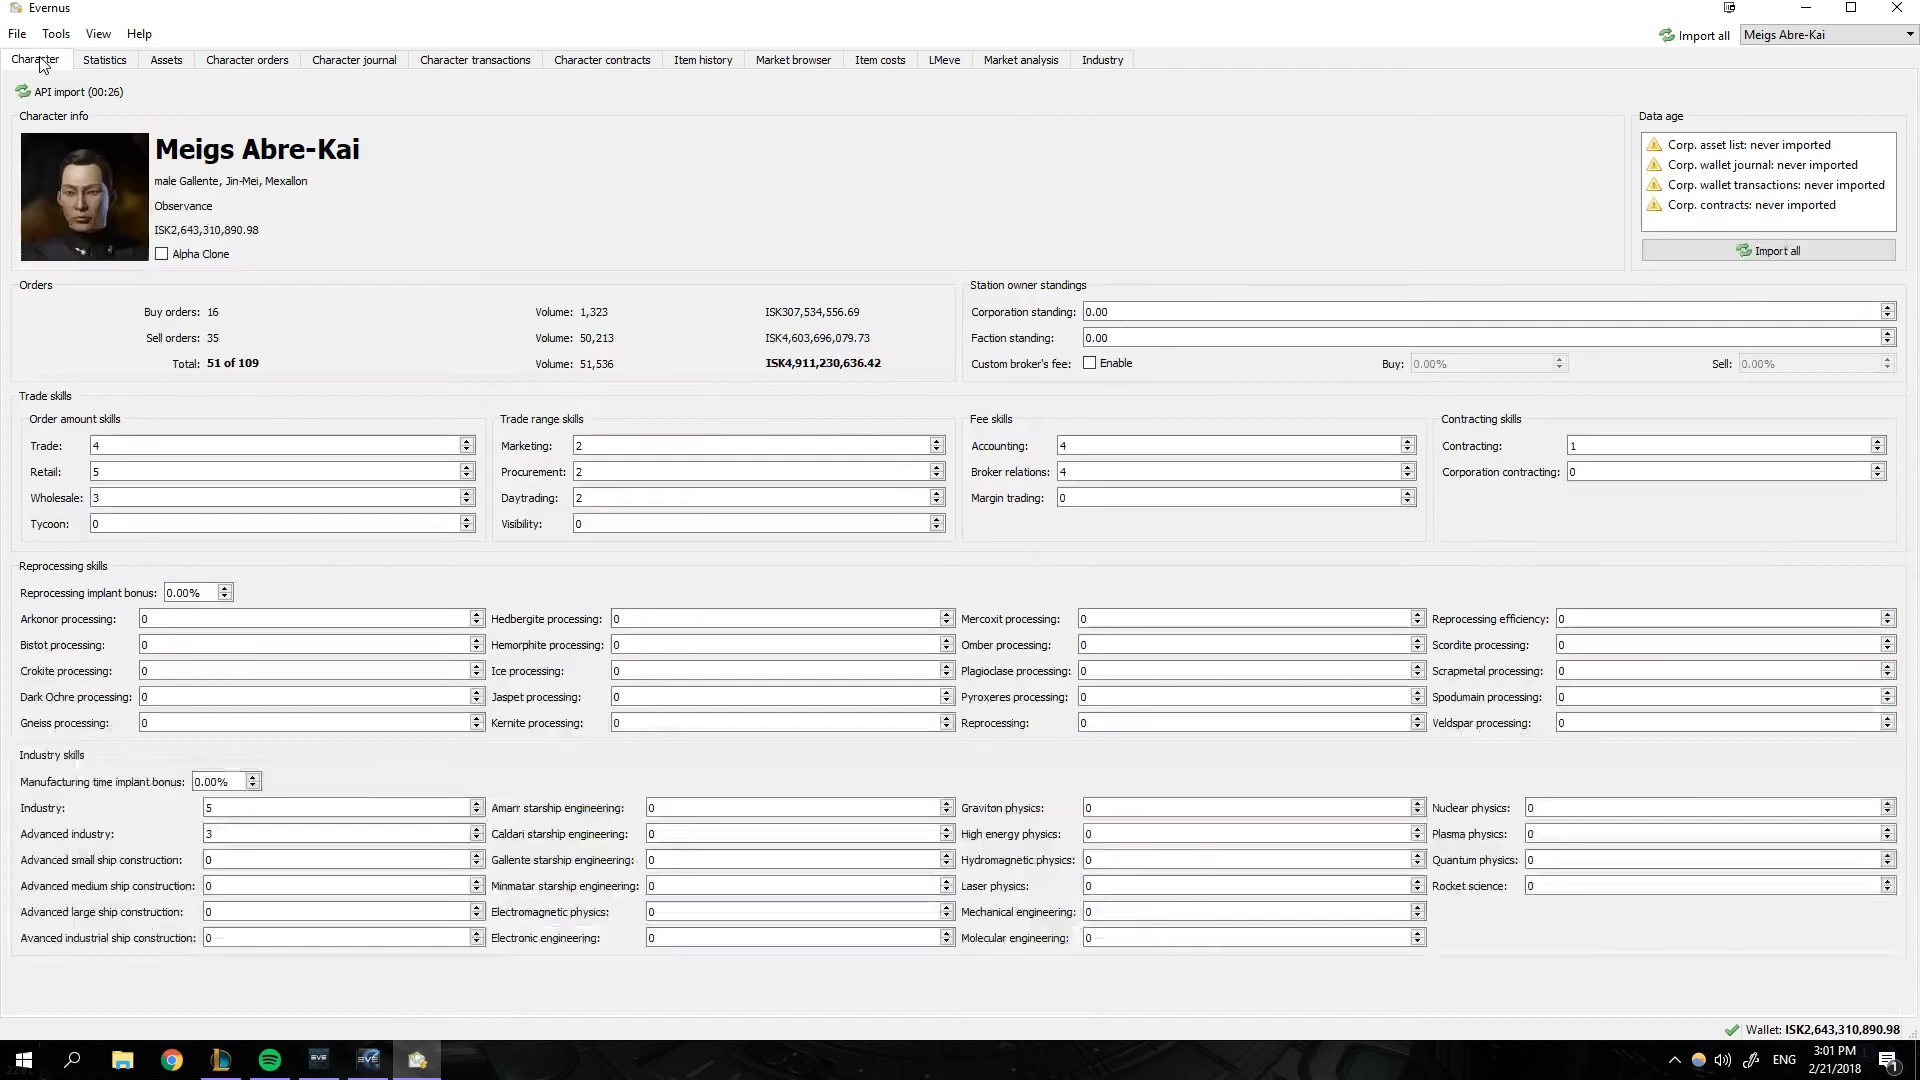 Evernus
File Tools View Help
Import all Meigs Abre-Kai
Character Statistics Assets Character orders Character journal Character transactions Character contracts Item history Market browser Item costs LMeve Market analysis Industry
API import (00:26)
Character info
Meigs Abre-Kai
male Gallente, Jin-Mei, Mexallon
Observance
ISK2,643,310,890.98
Alpha Clone
Data age
Corp. asset list: never imported
Corp. wallet journal: never imported
Corp. wallet transactions: never imported
Corp. contracts: never imported
Import all
Orders
Buy orders: 16 Volume: 1,323 ISK307,534,556.69
Sell orders: 35 Volume: 50,213 ISK4,603,696,079.73
Total: 51 of 109 Volume: 51,536 ISK4,911,230,636.42
Station owner standings
Corporation standing: 0.00
Faction standing: 0.00
Custom broker's fee: Enable Buy: 0.00% Sell: 0.00%
Trade skills
Order amount skills
Trade: 4
Retail: 5
Wholesale: 3
Tycoon: 0
Trade range skills
Marketing: 2
Procurement: 2
Daytrading: 2
Visibility: 0
Fee skills
Accounting: 4
Broker relations: 4
Margin trading: 0
Contracting skills
Contracting: 1
Corporation contracting: 0
Reprocessing skills
Reprocessing implant bonus: 0.00%
Arkonor processing: 0 Hedbergite processing: 0 Mercoxit processing: 0 Reprocessing efficiency: 0
Bistot processing: 0 Hemorphite processing: 0 Omber processing: 0 Scordite processing: 0
Crokite processing: 0 Ice processing: 0 Plagioclase processing: 0 Scrapmetal processing: 0
Dark Ochre processing: 0 Jaspet processing: 0 Pyroxeres processing: 0 Spodumain processing: 0
Gneiss processing: 0 Kernite processing: 0 Reprocessing: 0 Veldspar processing: 0
Industry skills
Manufacturing time implant bonus: 0.00%
Industry: 5 Amarr starship engineering: 0 Graviton physics: 0 Nuclear physics: 0
Advanced industry: 3 Caldari starship engineering: 0 High energy physics: 0 Plasma physics: 0
Advanced small ship construction: 0 Gallente starship engineering: 0 Hydromagnetic physics: 0 Quantum physics: 0
Advanced medium ship construction: 0 Minmatar starship engineering: 0 Laser physics: 0 Rocket science: 0
Advanced large ship construction: 0 Electromagnetic physics: 0 Mechanical engineering: 0
Avanced industrial ship construction: 0 Electronic engineering: 0 Molecular engineering: 0
Wallet: ISK2,643,310,890.98
EVE EVE ENG 3:01 PM
2/21/2018 1